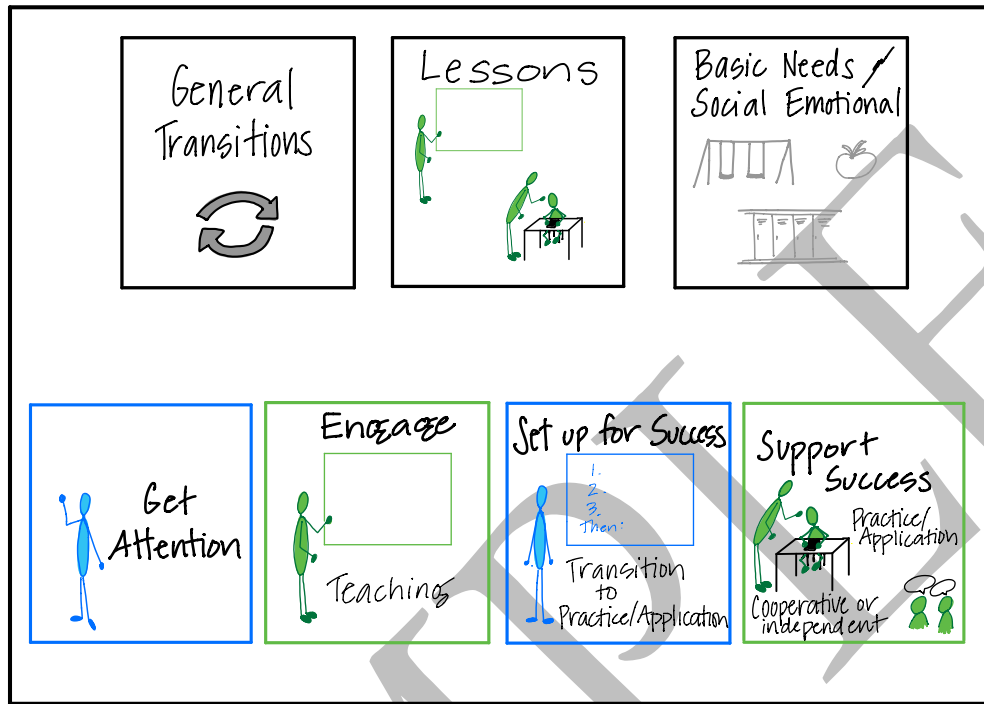 General
Transitions
Lessons
Basic Needs /
Social Emotional
Get
Attention
Engage
Teaching
Set up for Success
1.
2.
3.
then:
Transition
to
Practice/Application
Support
Success
Practice/
Application
Cooperative or
independent